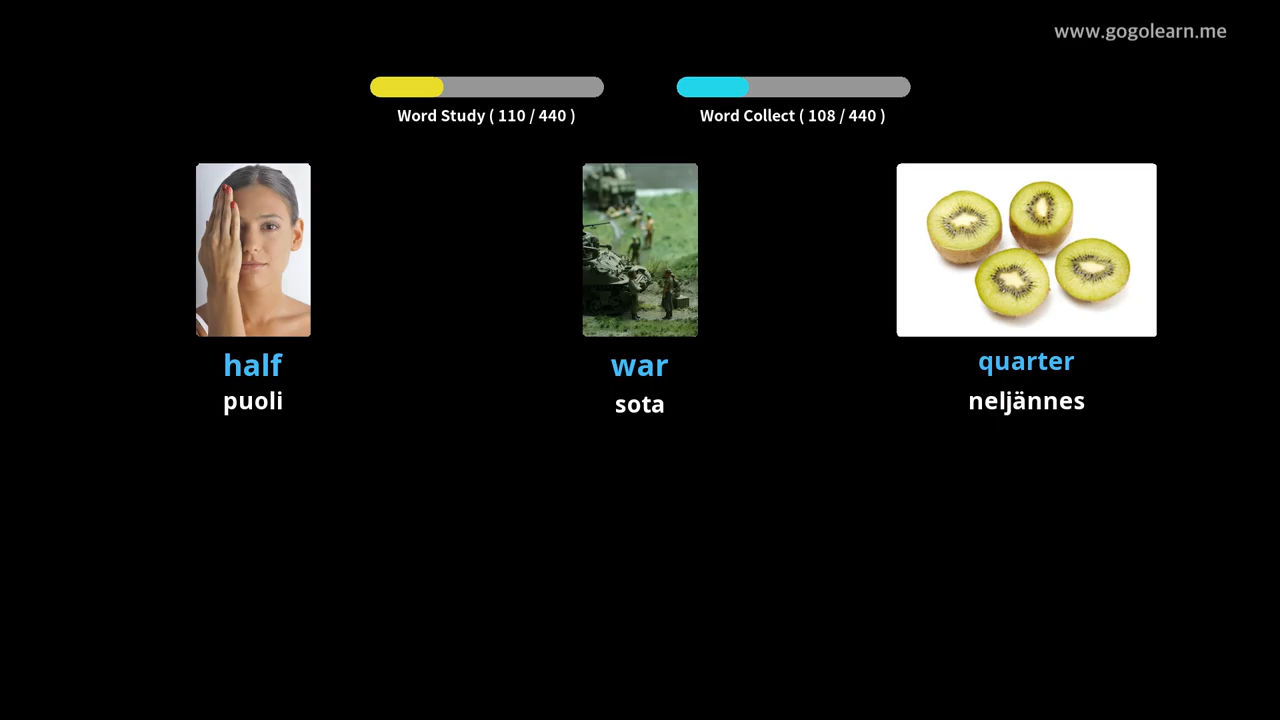 www.gogolearn.me
Word Study ( 110 / 440 )
Word Collect ( 108 / 440 )
half
puoli
war
sota
quarter
neljännes